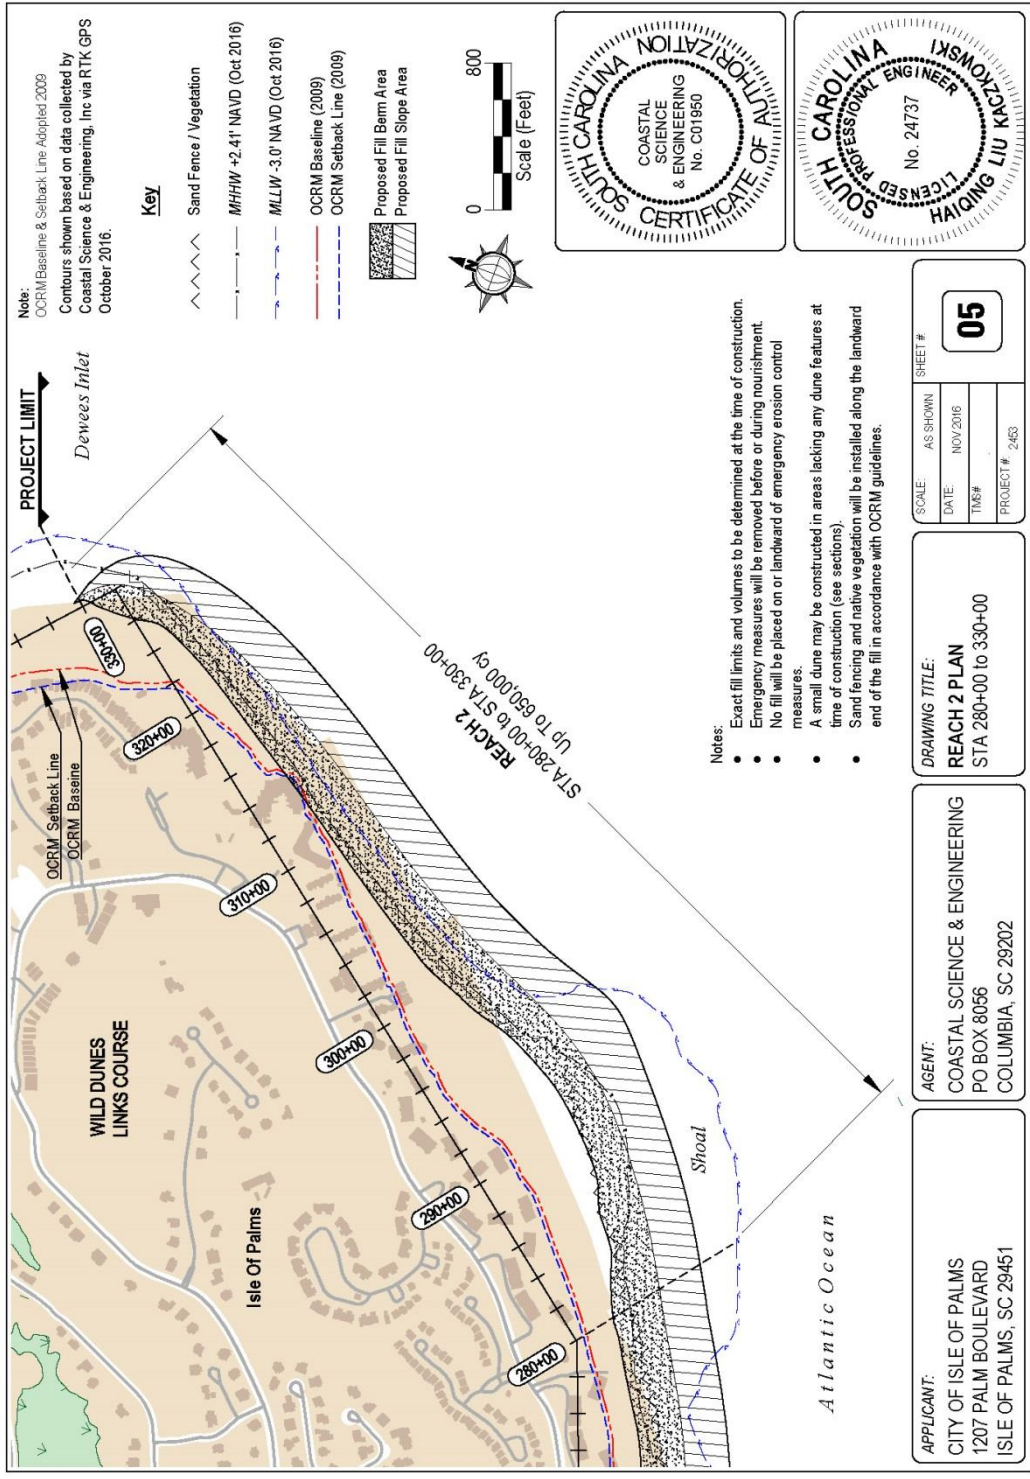 Note:
OCRM Baseline & Setback Line Adopted 2009
Contours shown based on data collected by
Coastal Science & Engineering, Inc via RTK GPS
October 2016.
Key
Sand Fence / Vegetation
MHHW +2.41' NAVD (Oct 2016)
MLLW -3.0' NAVD (Oct 2016)
OCRM Baseline (2009)
OCRM Setback Line (2009)
Proposed Fill Berm Area
Proposed Fill Slope Area
N
0
800
Scale (Feet)
SOUTH CAROLINA
CERTIFICATE OF AUTHORIZATION
COASTAL
SCIENCE
& ENGINEERING
No. C01950
SOUTH CAROLINA
LICENSED PROFESSIONAL ENGINEER
No. 24737
HAIQING LIU KACZKOWSKI
PROJECT LIMIT
Dewees Inlet
OCRM Setback Line
OCRM Baseine
330+00
320+00
310+00
300+00
290+00
280+00
WILD DUNES
LINKS COURSE
Isle Of Palms
REACH 2
STA 280+00 to STA 330+00
Up To 650,000 cy
Shoal
Atlantic Ocean
Notes:
• Exact fill limits and volumes to be determined at the time of construction.
• Emergency measures will be removed before or during nourishment.
• No fill will be placed on or landward of emergency erosion control
measures.
• A small dune may be constructed in areas lacking any dune features at
time of construction (see sections).
• Sand fencing and native vegetation will be installed along the landward
end of the fill in accordance with OCRM guidelines.
APPLICANT:
CITY OF ISLE OF PALMS
1207 PALM BOULEVARD
ISLE OF PALMS, SC 29451
AGENT:
COASTAL SCIENCE & ENGINEERING
PO BOX 8056
COLUMBIA, SC 29202
DRAWING TITLE:
REACH 2 PLAN
STA 280+00 to 330+00
SCALE: AS SHOWN
DATE: NOV 2016
TMS#
PROJECT #: 2453
SHEET #:
05